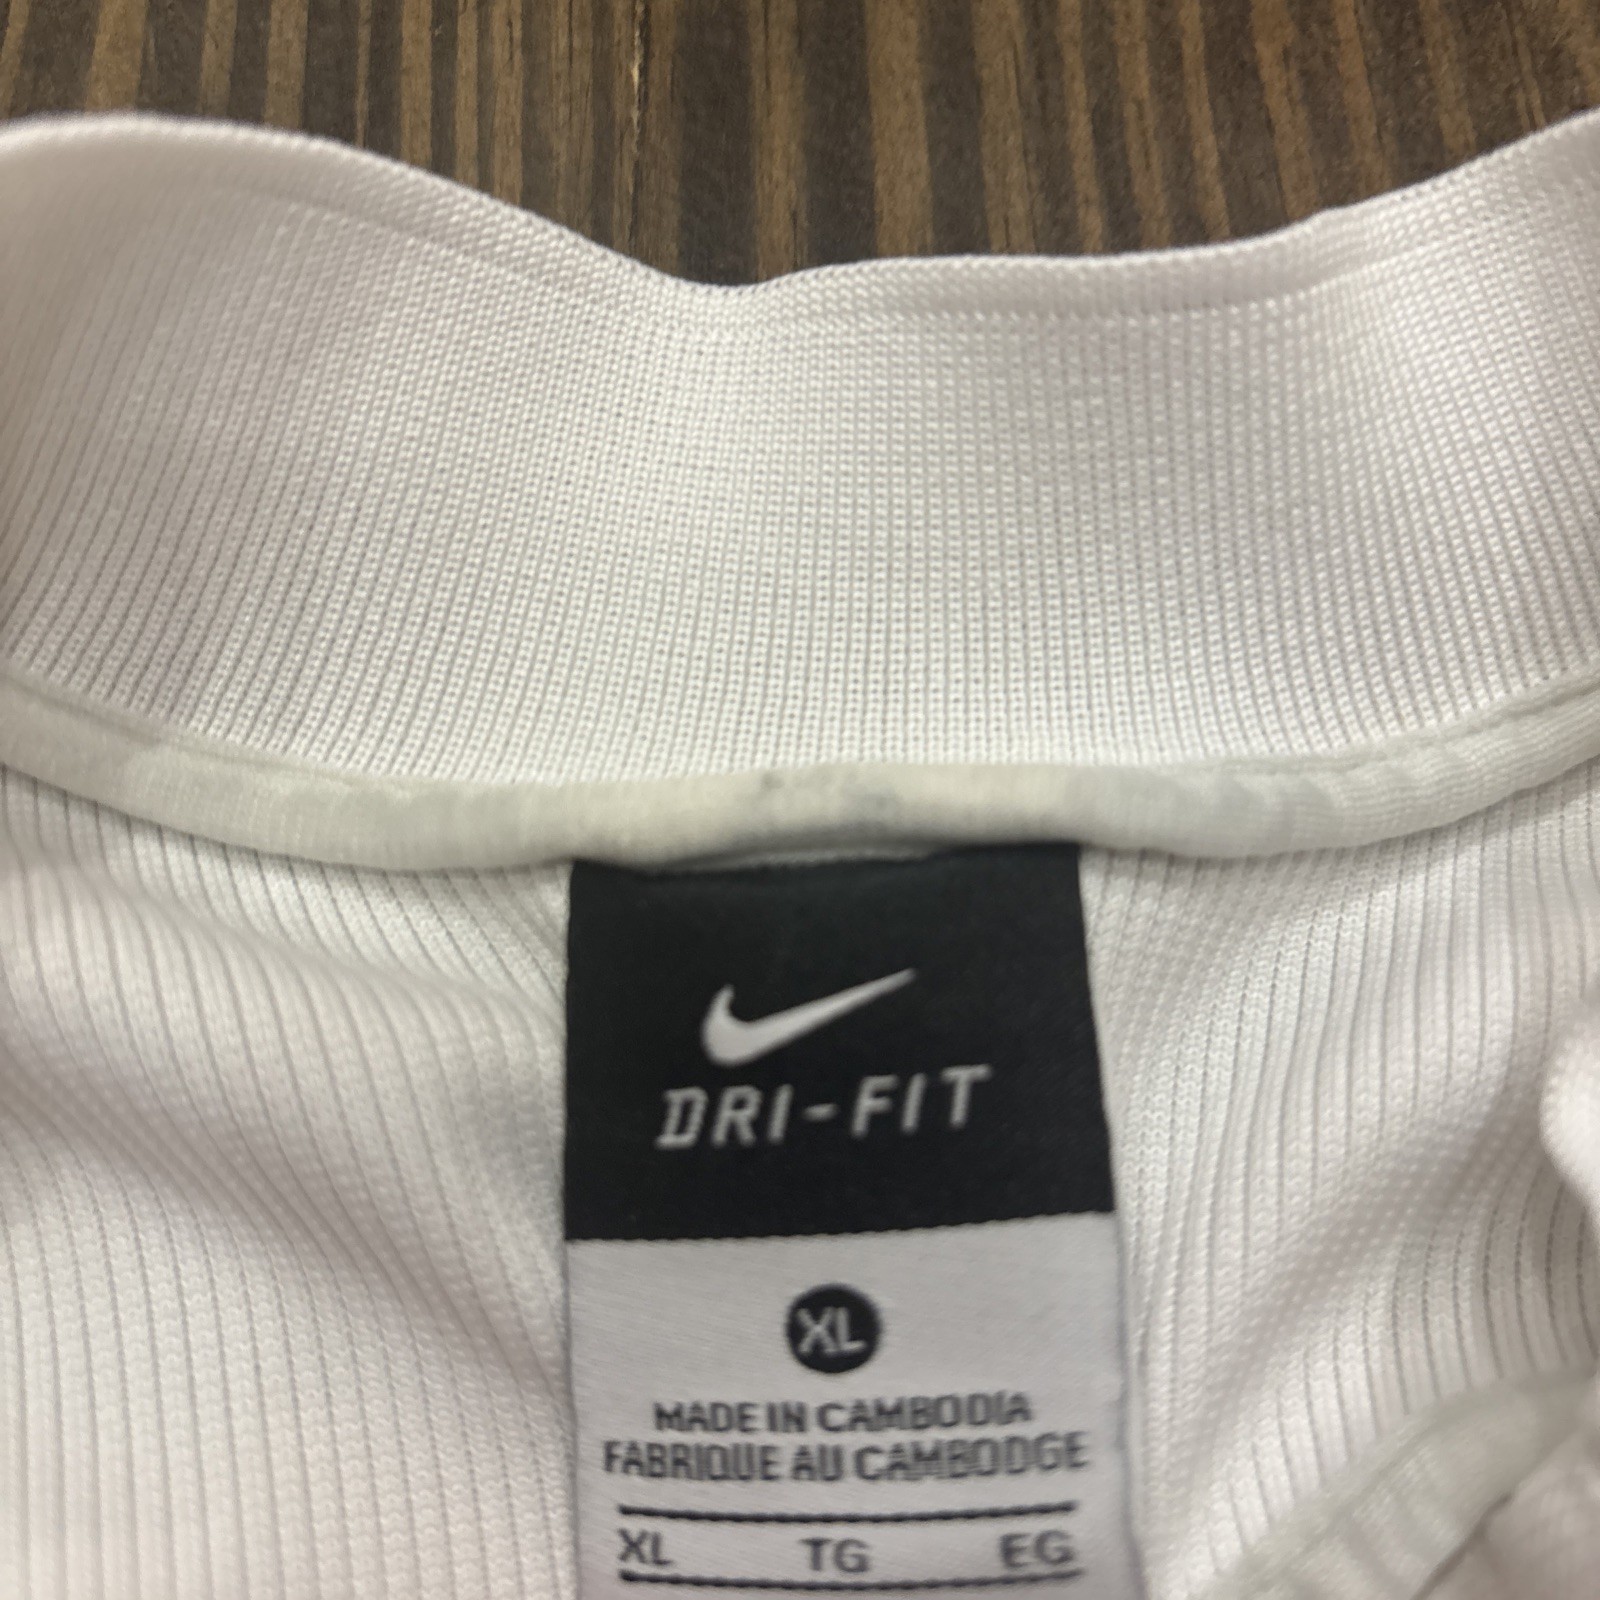 DRI-FIT
XL
MADE IN CAMBODIA
FABRIQUE AU CAMBODGE
XL TG EG